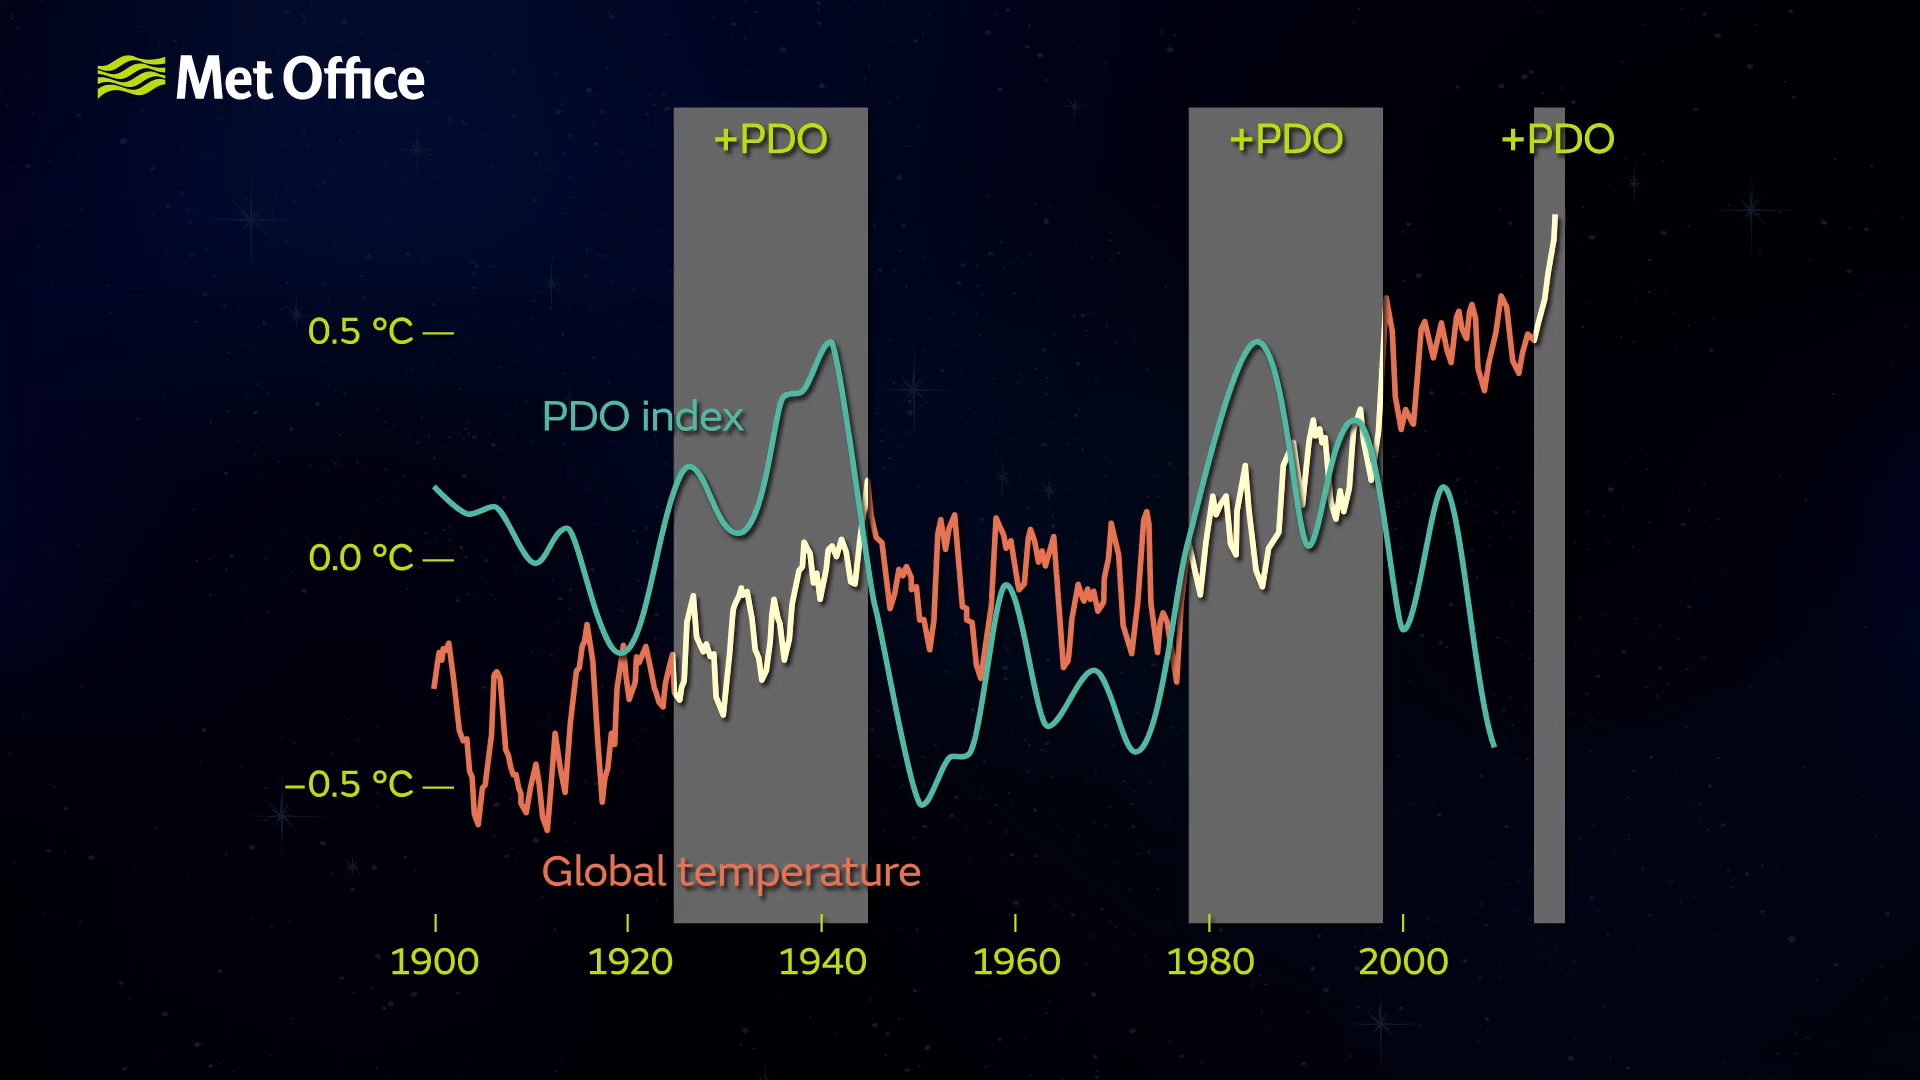 Met Office
+PDO +PDO +PDO
0.5 °C
PDO index
0.0 °C
−0.5 °C
Global temperature
1900 1920 1940 1960 1980 2000